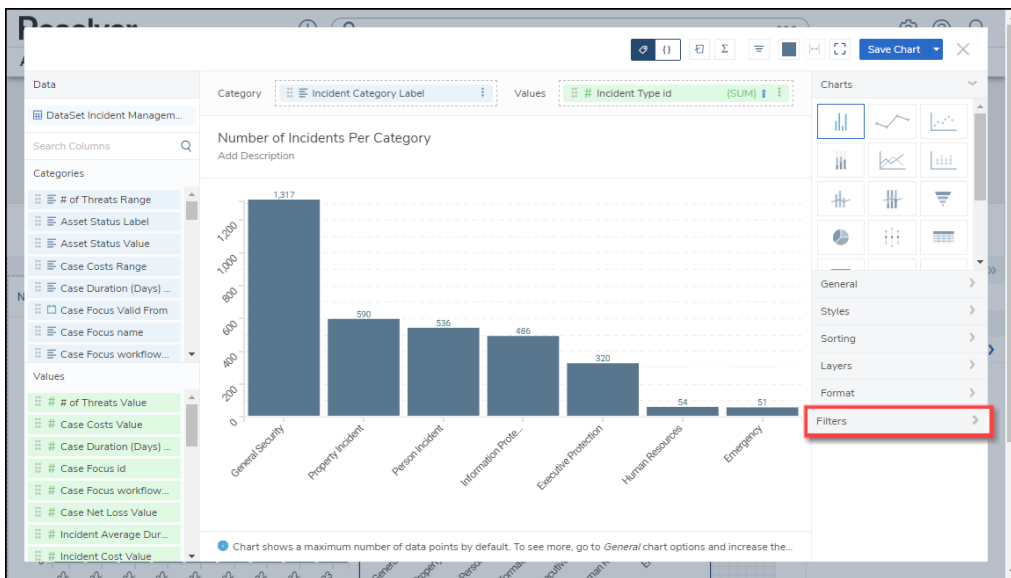 Resolver
Save Chart
Data
DataSet Incident Managem...
Search Columns
Categories
# of Threats Range
Asset Status Label
Asset Status Value
Case Costs Range
Case Duration (Days) ...
Case Focus Valid From
Case Focus name
Case Focus workflow...
Values
# # of Threats Value
# Case Costs Value
# Case Duration (Days) ...
# Case Focus id
# Case Focus workflow...
# Case Net Loss Value
# Incident Average Dur...
# Incident Cost Value
Category
Incident Category Label
Values
# Incident Type id (SUM)
Number of Incidents Per Category
Add Description
1,317
590
536
486
320
54
51
1,200
1,000
800
600
400
200
0
General Security
Property Incident
Person Incident
Information Prote...
Executive Protection
Human Resources
Emergency
Chart shows a maximum number of data points by default. To see more, go to General chart options and increase the...
Charts
General
Styles
Sorting
Layers
Format
Filters